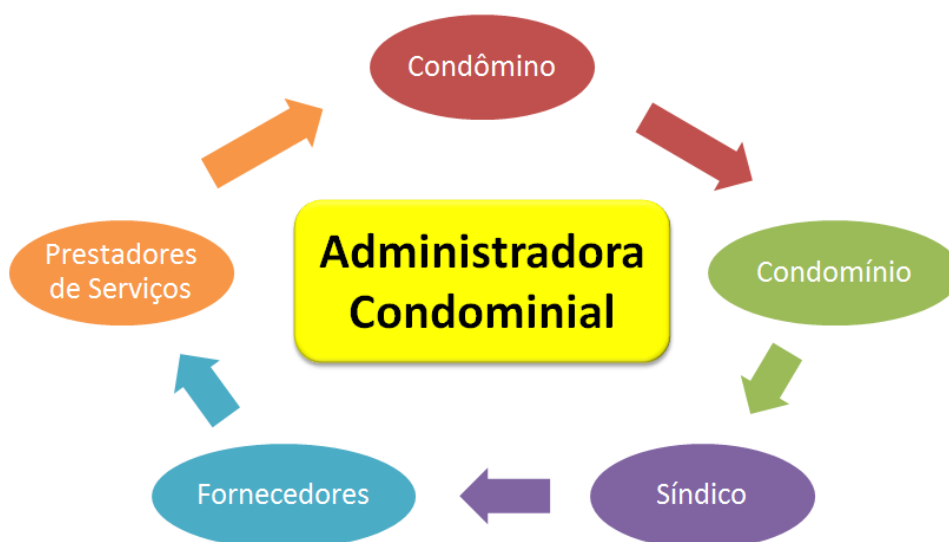 Condômino
Prestadores
de Serviços
Administradora
Condominial
Condomínio
Fornecedores
Síndico